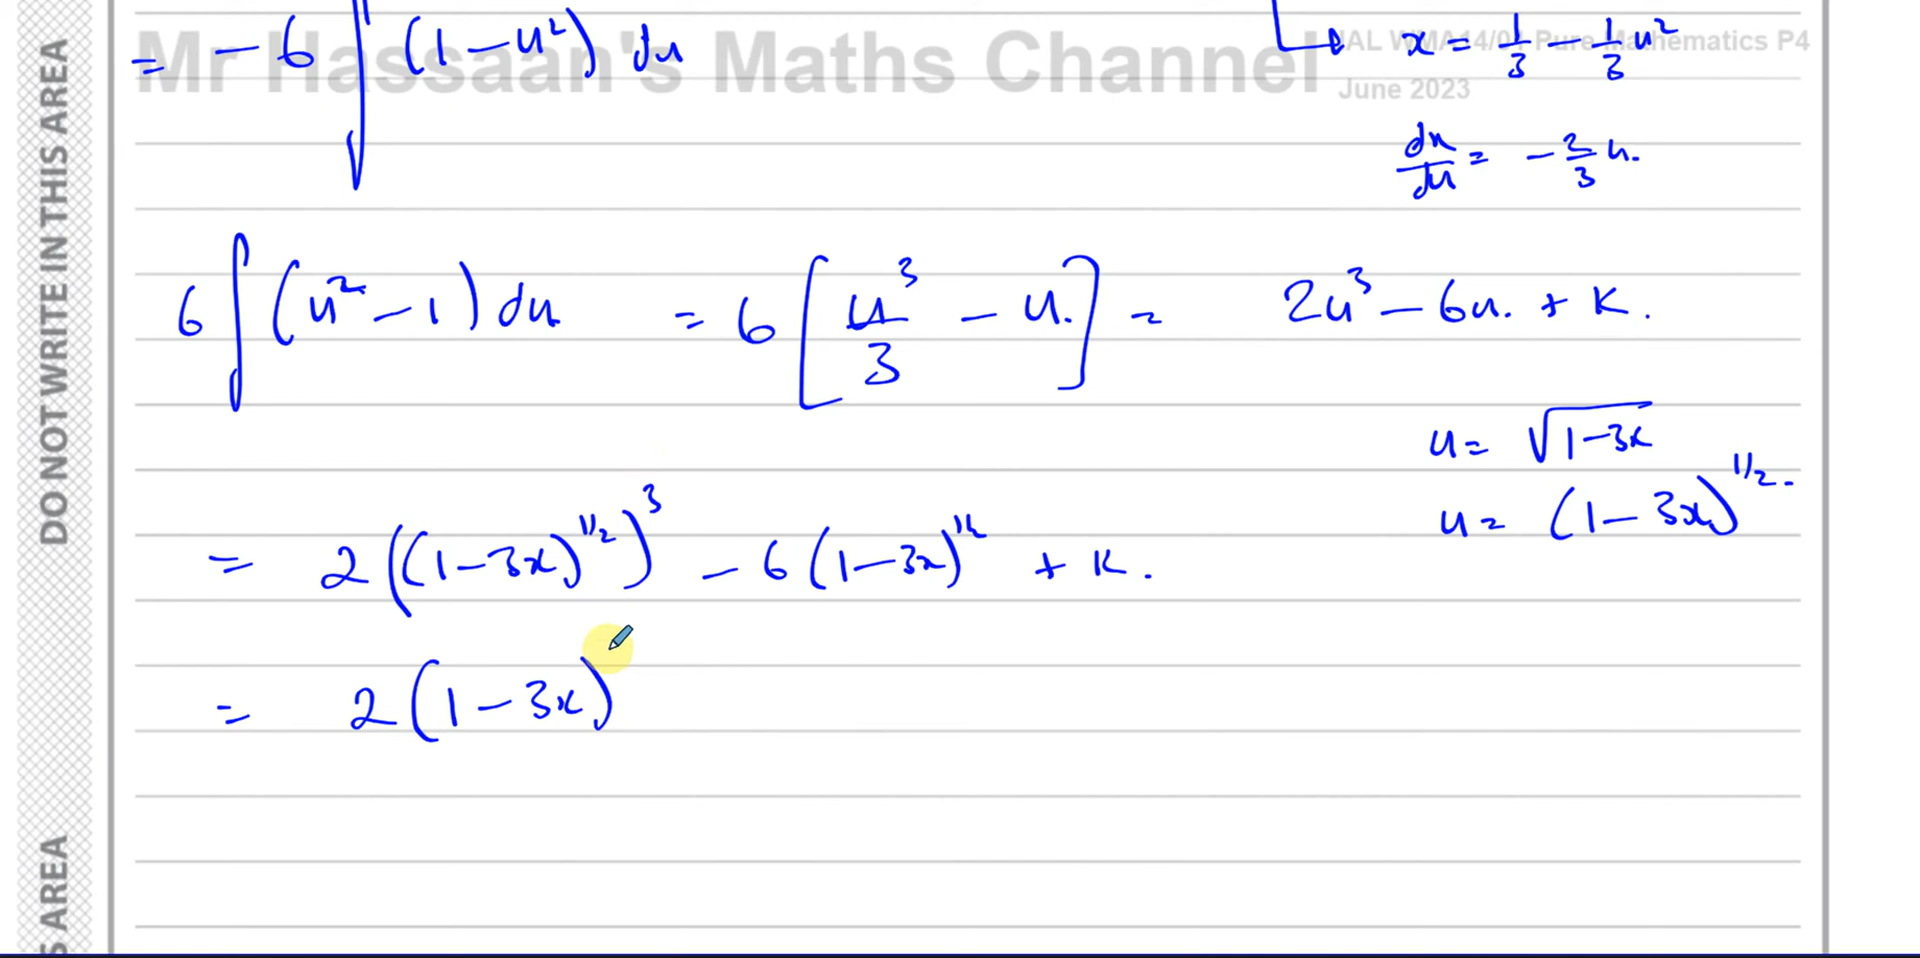 = -6 ∫ (1-u²) du
x = 1/3 - 1/3 u²
Mr Hassaan's Maths Channel
IAL WMA14/01 Pure Mathematics P4
June 2023
dx/du = -2/3 u.
6 ∫ (u² - 1) du = 6 [u³/3 - u.] = 2u³ - 6u. + K.
u = √(1-3x)
u = (1-3x)^1/2.
= 2((1-3x)^1/2)³ - 6(1-3x)^1/2 + K.
= 2(1-3x)
DO NOT WRITE IN THIS AREA
S AREA